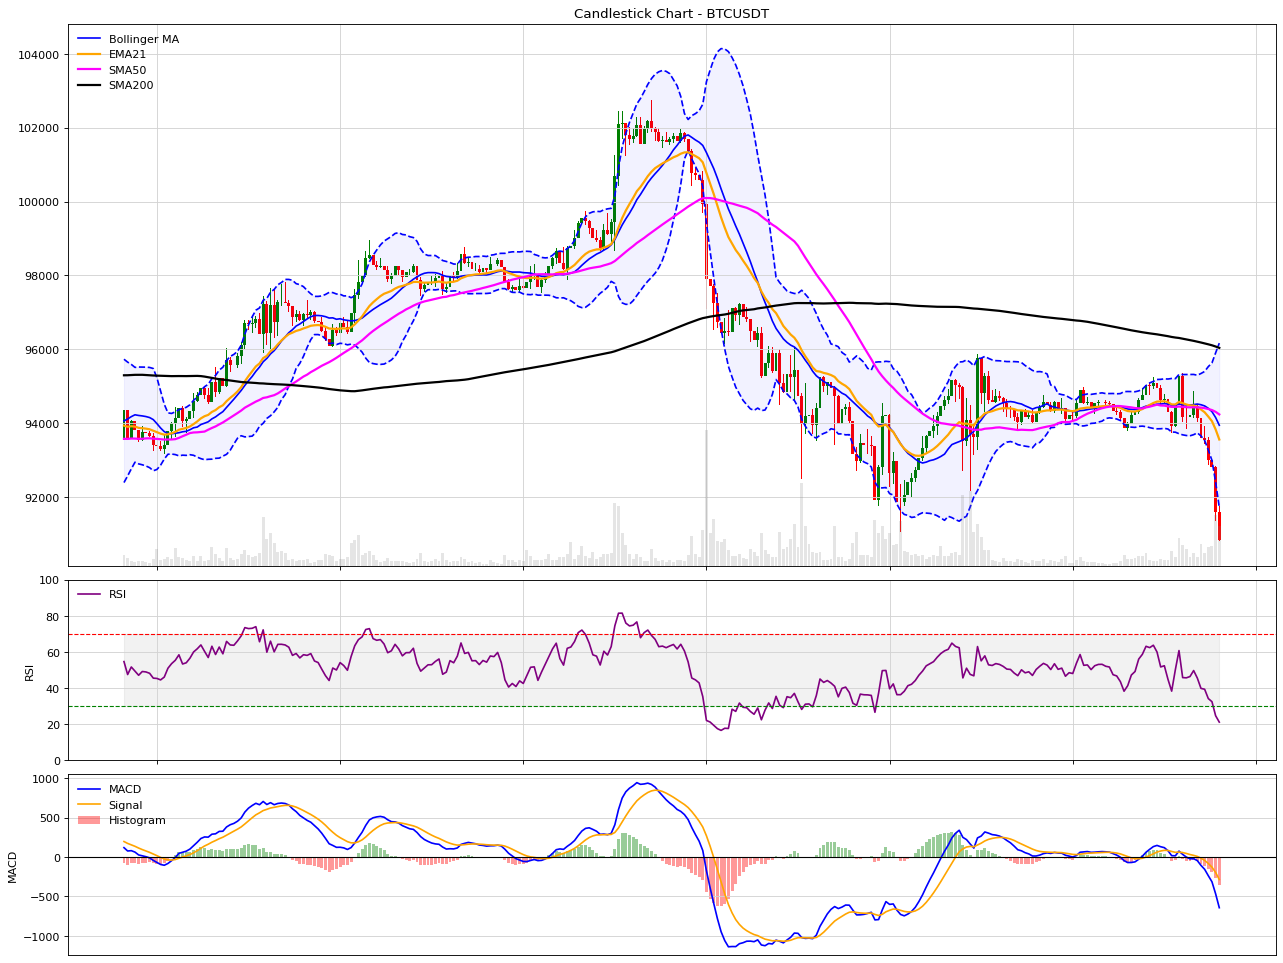 Candlestick Chart - BTCUSDT
Bollinger MA
EMA21
SMA50
SMA200
104000
102000
100000
98000
96000
94000
92000
RSI
100
80
60
40
20
0
RSI
MACD
Signal
Histogram
1000
500
0
−500
−1000
MACD